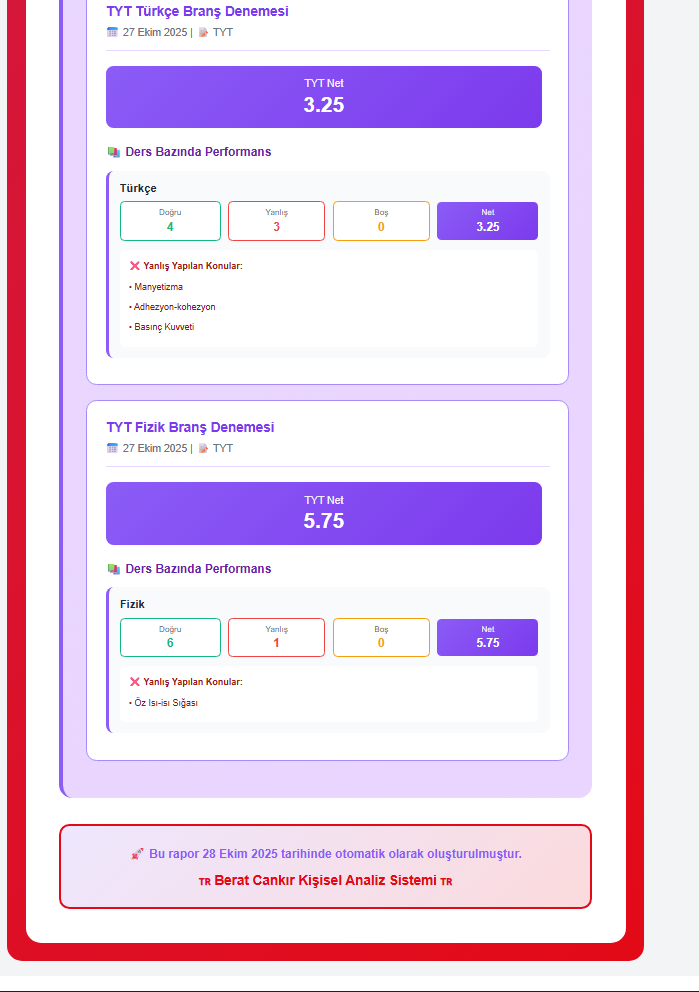 TYT Türkçe Branş Denemesi
27 Ekim 2025 | TYT
TYT Net
3.25
Ders Bazında Performans
Türkçe
Doğru Yanlış Boş Net
4 3 0 3.25
Yanlış Yapılan Konular:
• Manyetizma
• Adhezyon-kohezyon
• Basınç Kuvveti
TYT Fizik Branş Denemesi
27 Ekim 2025 | TYT
TYT Net
5.75
Ders Bazında Performans
Fizik
Doğru Yanlış Boş Net
6 1 0 5.75
Yanlış Yapılan Konular:
• Öz Isı-ısı Sığası
Bu rapor 28 Ekim 2025 tarihinde otomatik olarak oluşturulmuştur.
TR Berat Cankır Kişisel Analiz Sistemi TR